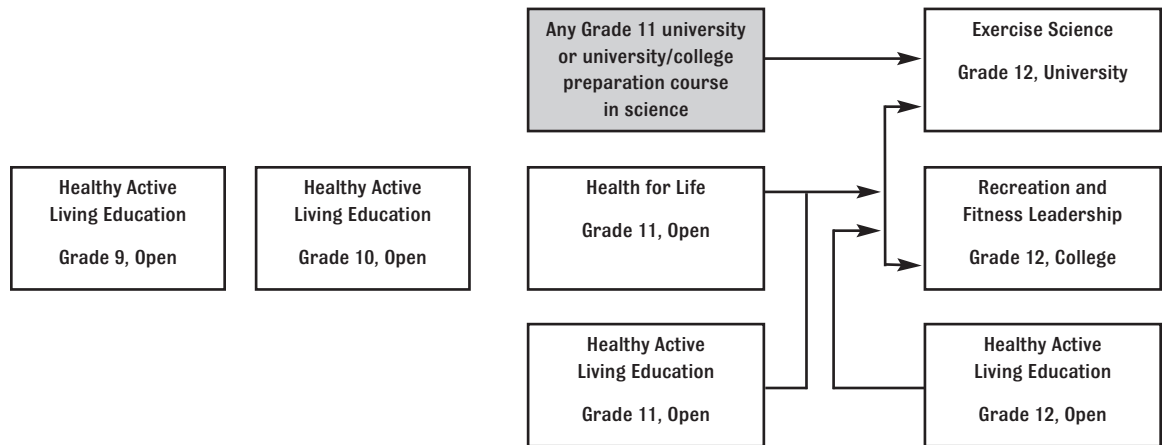 Any Grade 11 university
or university/college
preparation course
in science
Exercise Science
Grade 12, University
Healthy Active
Living Education
Grade 9, Open
Healthy Active
Living Education
Grade 10, Open
Health for Life
Grade 11, Open
Recreation and
Fitness Leadership
Grade 12, College
Healthy Active
Living Education
Grade 11, Open
Healthy Active
Living Education
Grade 12, Open